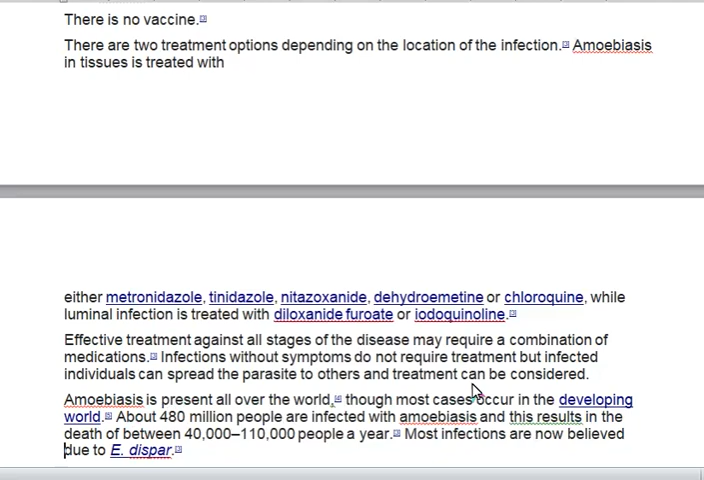 There is no vaccine.
There are two treatment options depending on the location of the infection. Amoebiasis
in tissues is treated with
either metronidazole, tinidazole, nitazoxanide, dehydroemetine or chloroquine, while
luminal infection is treated with diloxanide furoate or iodoquinoline.
Effective treatment against all stages of the disease may require a combination of
medications. Infections without symptoms do not require treatment but infected
individuals can spread the parasite to others and treatment can be considered.
Amoebiasis is present all over the world, though most cases occur in the developing
world. About 480 million people are infected with amoebiasis and this results in the
death of between 40,000–110,000 people a year. Most infections are now believed
due to E. dispar.